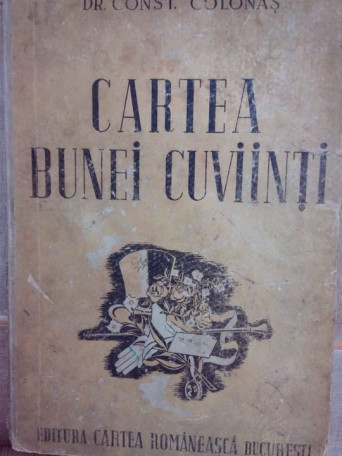 DR. CONST. COLONAȘ
CARTEA
BUNEI CUVIINȚI
EDITURA CARTEA ROMÂNEASCĂ BUCUREȘTI